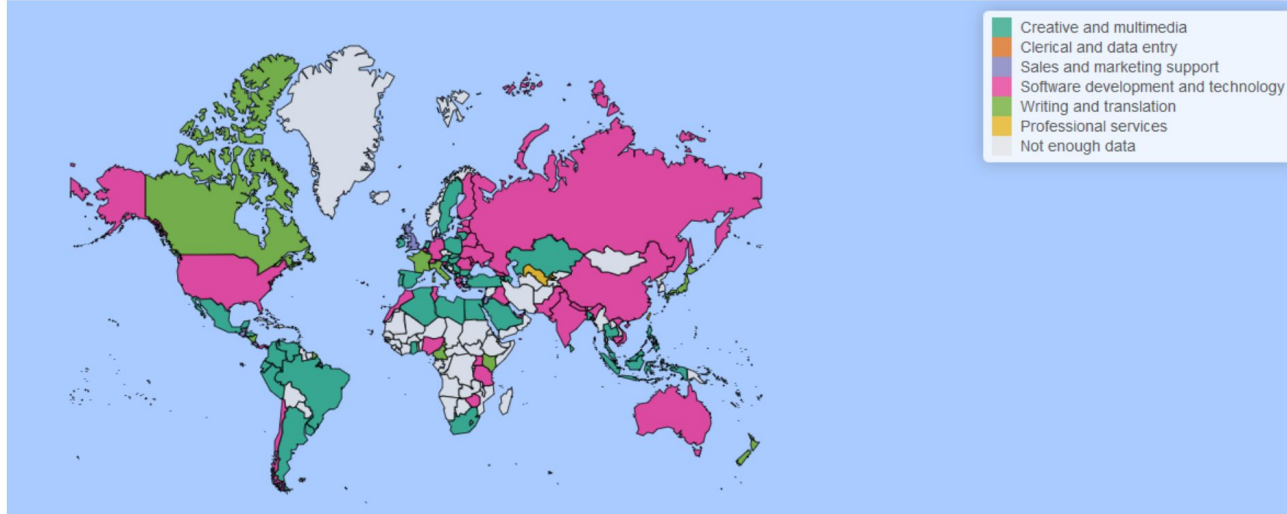 Creative and multimedia
Clerical and data entry
Sales and marketing support
Software development and technology
Writing and translation
Professional services
Not enough data